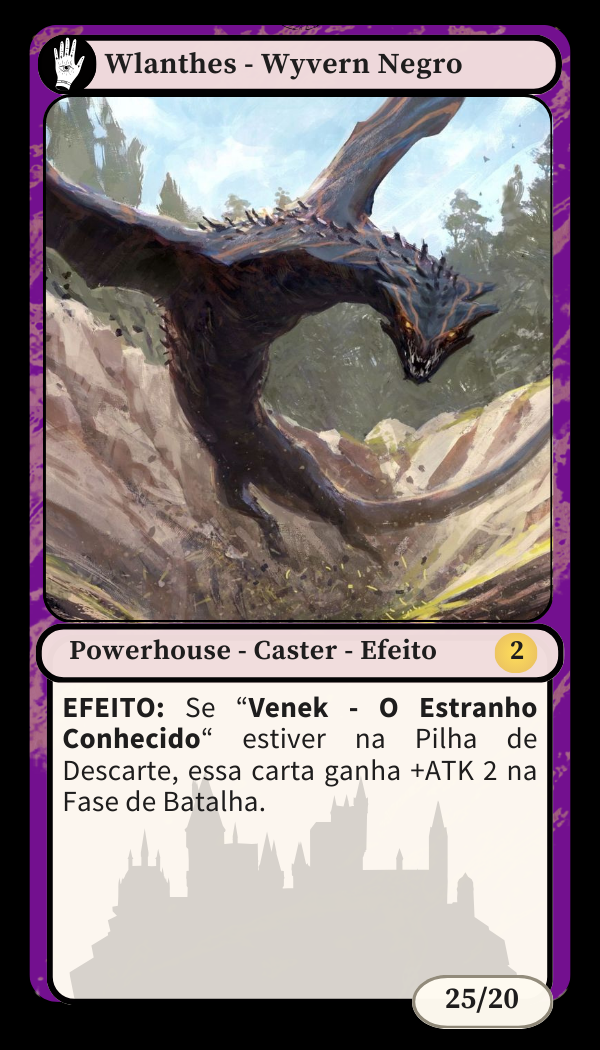 Wlanthes - Wyvern Negro
Powerhouse - Caster - Efeito 2
EFEITO: Se “Venek - O Estranho
Conhecido“ estiver na Pilha de
Descarte, essa carta ganha +ATK 2 na
Fase de Batalha.
25/20